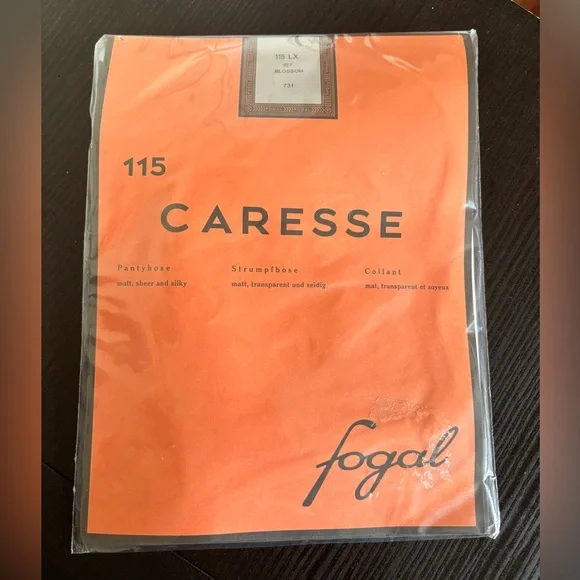 115 LX
BLOSSOM
731
115
CARESSE
Pantyhose Strumpfhose Collant
matt, sheer and silky matt, transparent und seidig mat, transparent et soyeux
fogal